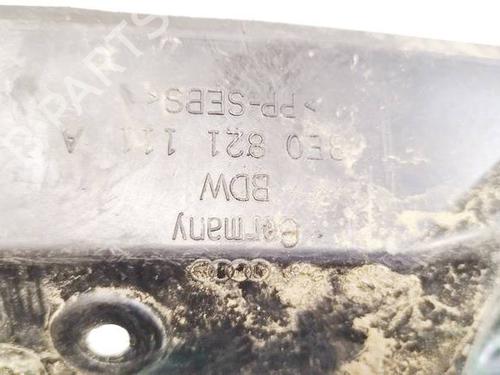 Germany
BDW
8E0 821 111 A
>PP-SEBS<